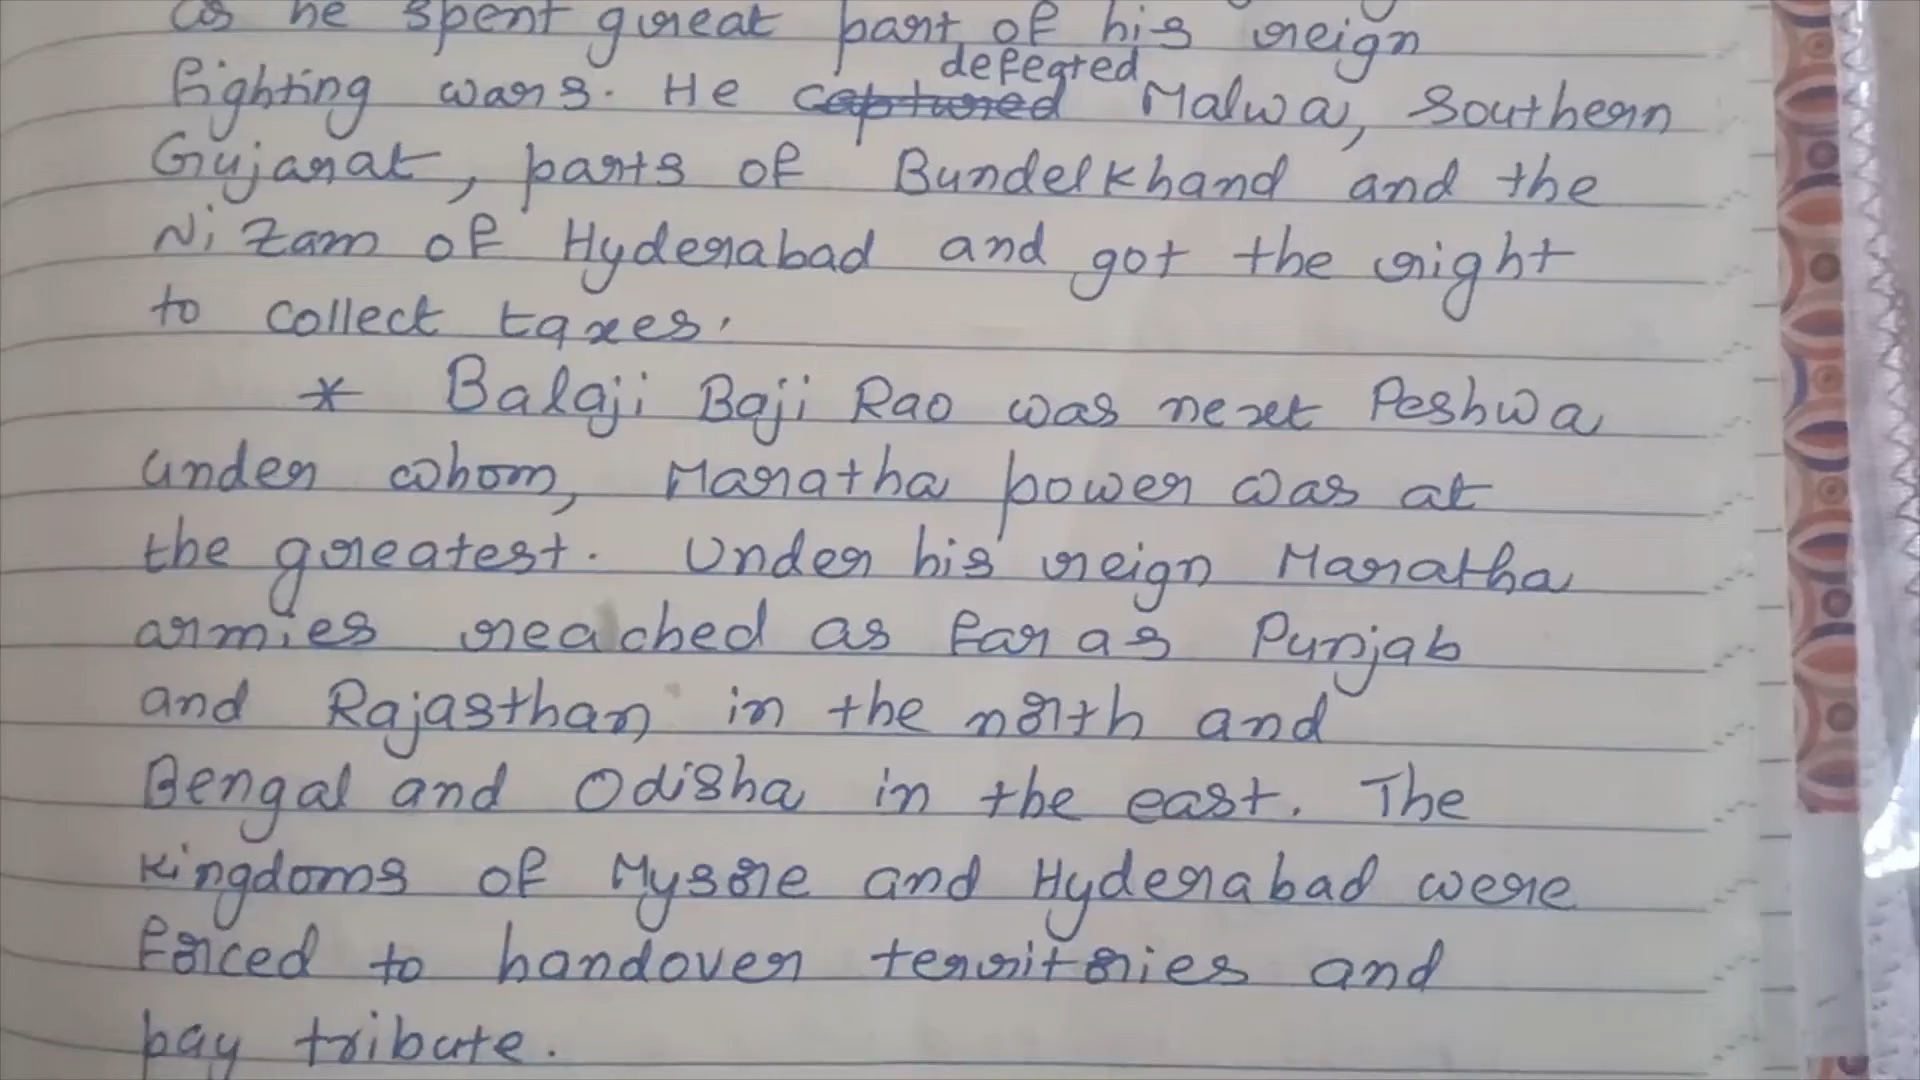 as he spent great part of his reign
defeated
fighting wars. He captured Malwa, Southern
Gujarat, parts of Bundelkhand and the
Nizam of Hyderabad and got the right
to collect taxes.
* Balaji Baji Rao was next Peshwa
under whom, Maratha power was at
the greatest. Under his reign Maratha
armies reached as far as Punjab
and Rajasthan in the north and
Bengal and Odisha in the east. The
kingdoms of Mysore and Hyderabad were
forced to handover territories and
pay tribute.